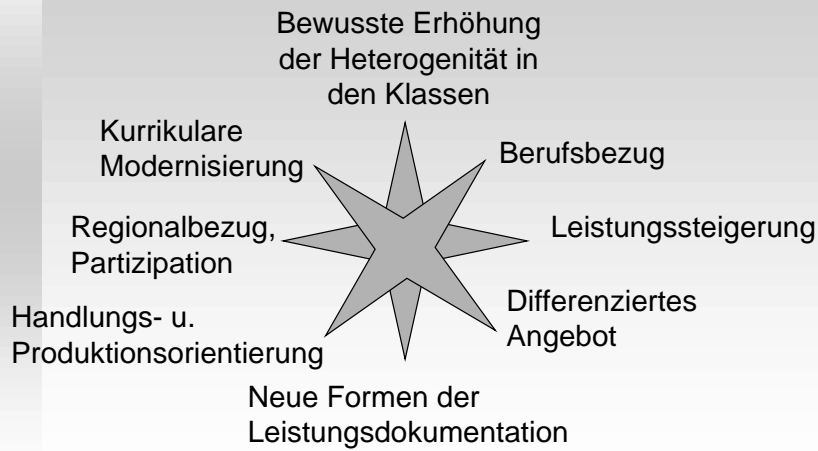 Bewusste Erhöhung
der Heterogenität in
den Klassen
Kurrikulare
Modernisierung
Berufsbezug
Regionalbezug,
Partizipation
Leistungssteigerung
Handlungs- u.
Produktionsorientierung
Differenziertes
Angebot
Neue Formen der
Leistungsdokumentation